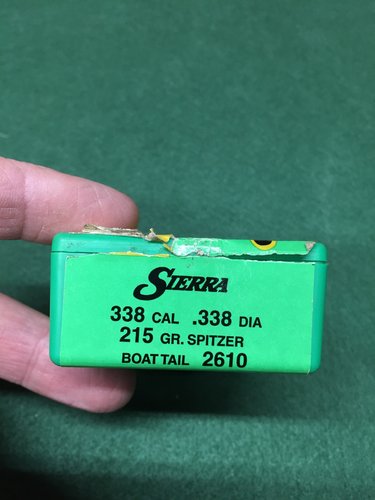 SIERRA
338 CAL .338 DIA
215 GR. SPITZER
BOAT TAIL 2610